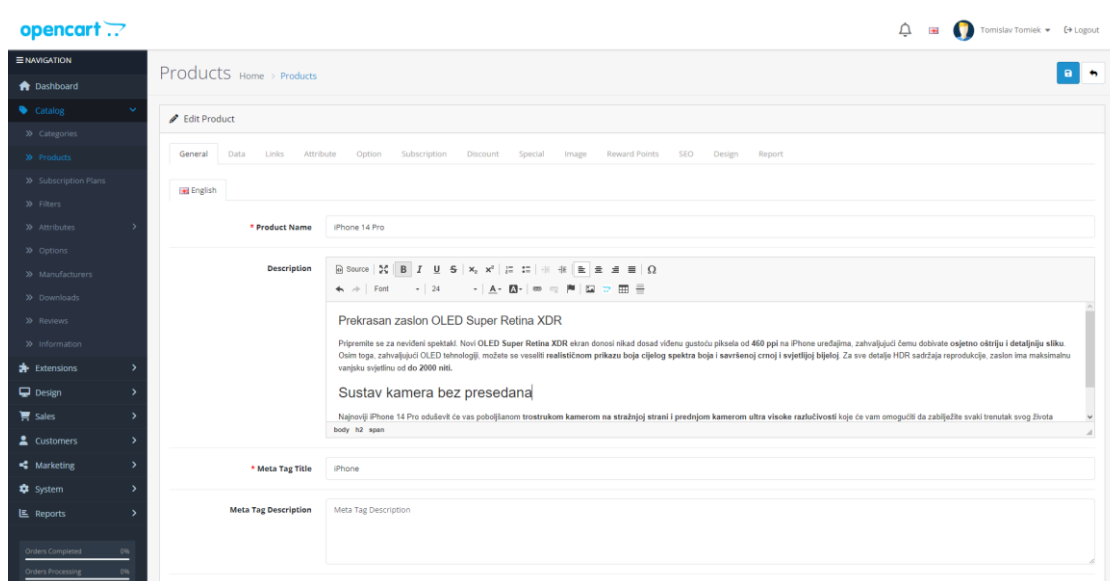 opencart
Tomislav Tomiek
Logout
NAVIGATION
Dashboard
Catalog
Categories
Products
Subscription Plans
Filters
Attributes
Options
Manufacturers
Downloads
Reviews
Information
Extensions
Design
Sales
Customers
Marketing
System
Reports
Orders Completed 0%
Orders Processing 0%
Products Home > Products
Edit Product
General Data Links Attribute Option Subscription Discount Special Image Reward Points SEO Design Report
English
* Product Name iPhone 14 Pro
Description
Source B I U S x₂ x² Ω
Font 24 A A
Prekrasan zaslon OLED Super Retina XDR
Pripremite se za neviđeni spektakl. Novi OLED Super Retina XDR ekran donosi nikad dosad viđenu gustoću piksela od 460 ppi na iPhone uređajima, zahvaljujući čemu dobivate osjetno oštriju i detaljniju sliku.
Osim toga, zahvaljujući OLED tehnologiji, možete se veseliti realističnom prikazu boja cijelog spektra boja i savršenoj crnoj i svjetlijoj bijeloj. Za sve detalje HDR sadržaja reprodukcije, zaslon ima maksimalnu
vanjsku svjetlinu od do 2000 niti.
Sustav kamera bez presedana
Najnoviji iPhone 14 Pro oduševit će vas poboljšanom trostrukom kamerom na stražnjoj strani i prednjom kamerom ultra visoke razlučivosti koje će vam omogućiti da zabilježite svaki trenutak svog života
body h2 span
* Meta Tag Title iPhone
Meta Tag Description Meta Tag Description